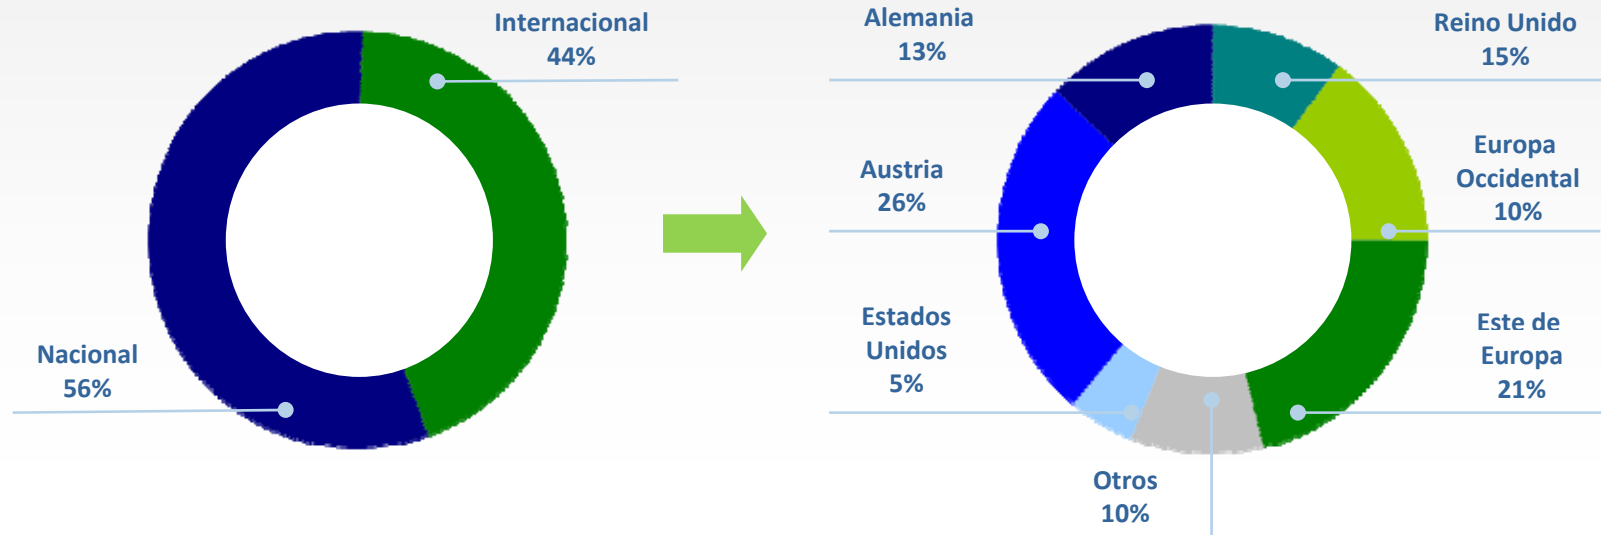 Internacional
44%
Nacional
56%
Alemania
13%
Reino Unido
15%
Austria
26%
Europa
Occidental
10%
Estados
Unidos
5%
Este de
Europa
21%
Otros
10%